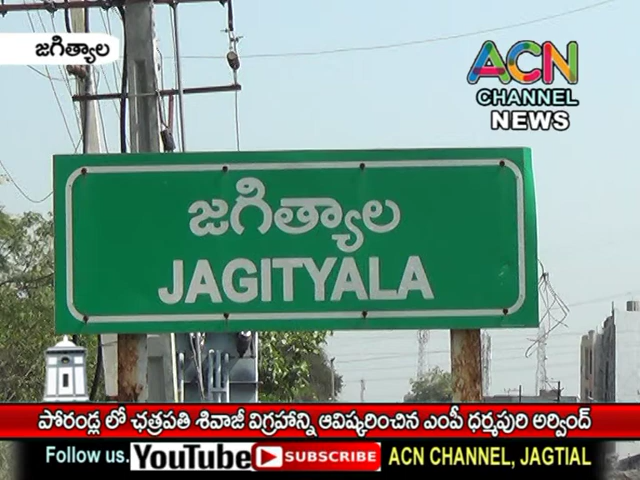 జగిత్యాల
ACN
CHANNEL
NEWS
జగిత్యాల
JAGITYALA
పోరండ్ల లో ఛత్రపతి శివాజీ విగ్రహాన్ని ఆవిష్కరించిన ఎంపీ ధర్మపురి అర్వింద్
Follow us. YouTube SUBSCRIBE ACN CHANNEL, JAGTIAL